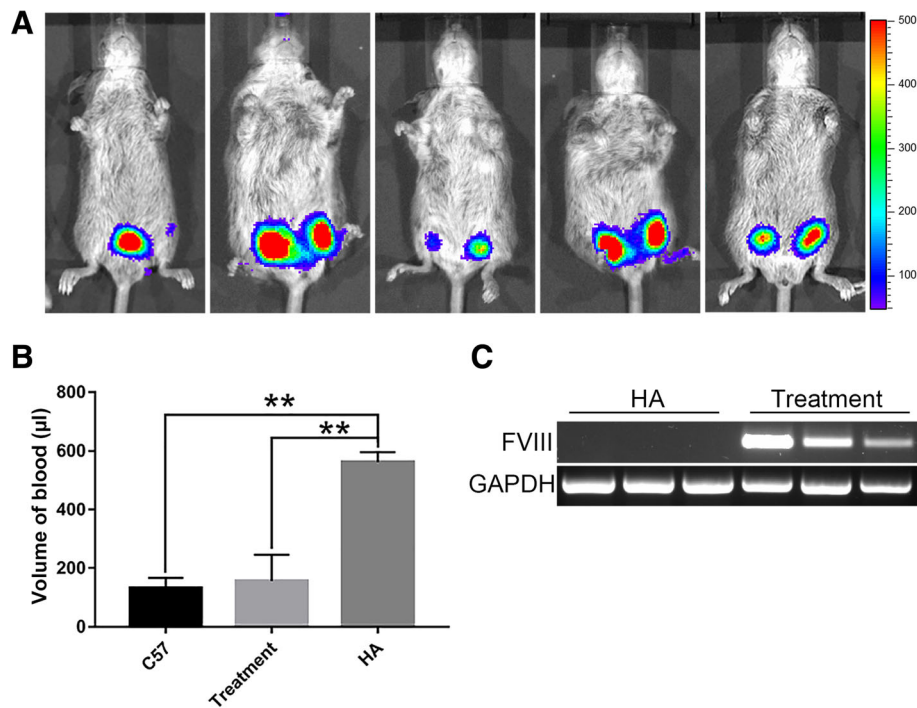 A
500
400
300
200
100
B
Volume of blood (µl)
800
600
400
200
0
**
**
C57
Treatment
HA
C
HA
Treatment
FVIII
GAPDH